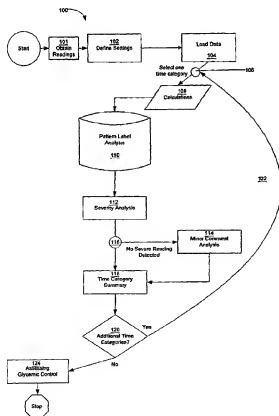 100
Start
101
Obtain
Readings
102
Define Settings
Load Data
104
Select one
time category
106
108
Calculations
Pattern Label
Analysis
110
122
112
Severity Analysis
116
No Severe Reading
Detected
114
Minor Comment
Analysis
118
Time Category
Summary
120
Additional Time
Categories?
Yes
No
124
Assessing
Glycemic Control
Stop